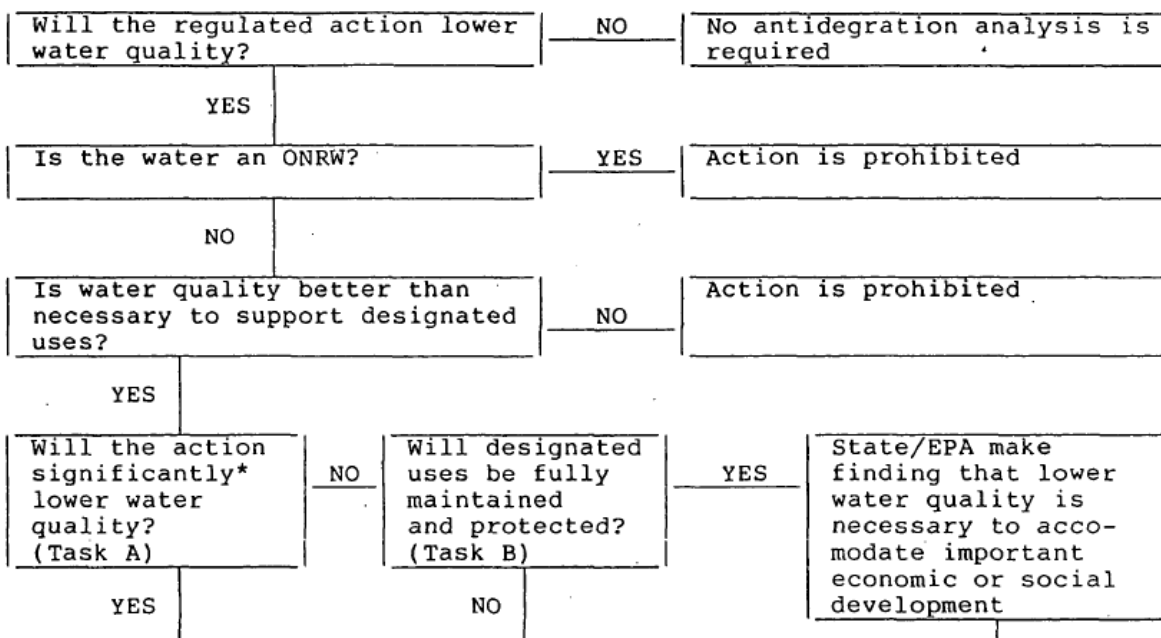 Will the regulated action lower
water quality?
NO
No antidegration analysis is
required
YES
Is the water an ONRW?
YES
Action is prohibited
NO
Is water quality better than
necessary to support designated
uses?
NO
Action is prohibited
YES
Will the action
significantly*
lower water
quality?
(Task A)
NO
Will designated
uses be fully
maintained
and protected?
(Task B)
YES
State/EPA make
finding that lower
water quality is
necessary to acco-
modate important
economic or social
development
YES
NO